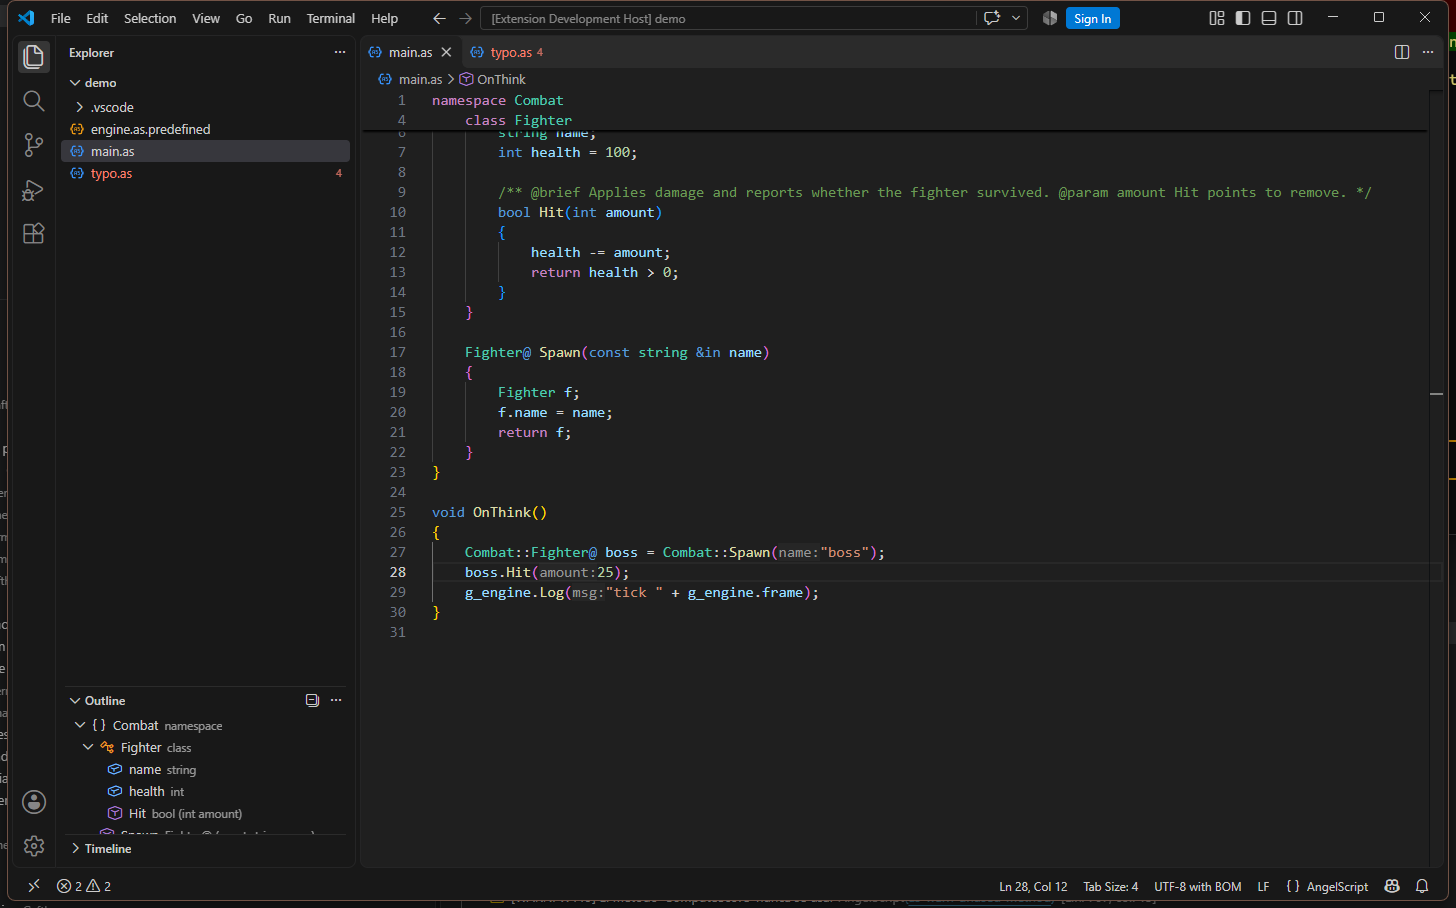 File Edit Selection View Go Run Terminal Help
[Extension Development Host] demo
Sign In
Explorer
demo
.vscode
engine.as.predefined
main.as
typo.as 4
main.as
typo.as 4
main.as > OnThink
1 namespace Combat
4 class Fighter
6 string name;
7 int health = 100;
8
9 /** @brief Applies damage and reports whether the fighter survived. @param amount Hit points to remove. */
10 bool Hit(int amount)
11 {
12 health -= amount;
13 return health > 0;
14 }
15 }
16
17 Fighter@ Spawn(const string &in name)
18 {
19 Fighter f;
20 f.name = name;
21 return f;
22 }
23 }
24
25 void OnThink()
26 {
27 Combat::Fighter@ boss = Combat::Spawn(name:"boss");
28 boss.Hit(amount:25);
29 g_engine.Log(msg:"tick " + g_engine.frame);
30 }
31
Outline
{ } Combat namespace
Fighter class
name string
health int
Hit bool (int amount)
Timeline
2 2
Ln 28, Col 12 Tab Size: 4 UTF-8 with BOM LF { } AngelScript